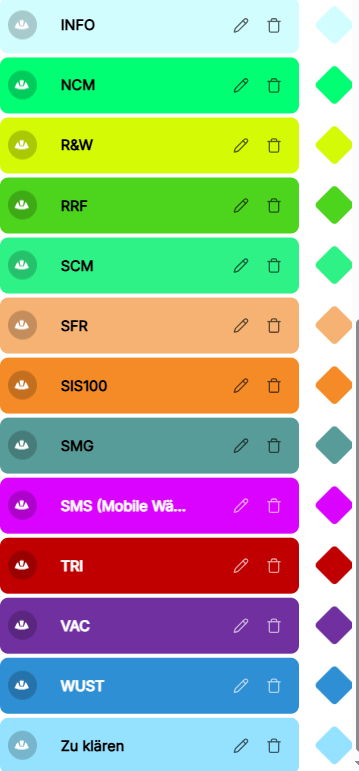 INFO
NCM
R&W
RRF
SCM
SFR
SIS100
SMG
SMS (Mobile Wä...
TRI
VAC
WUST
Zu klären